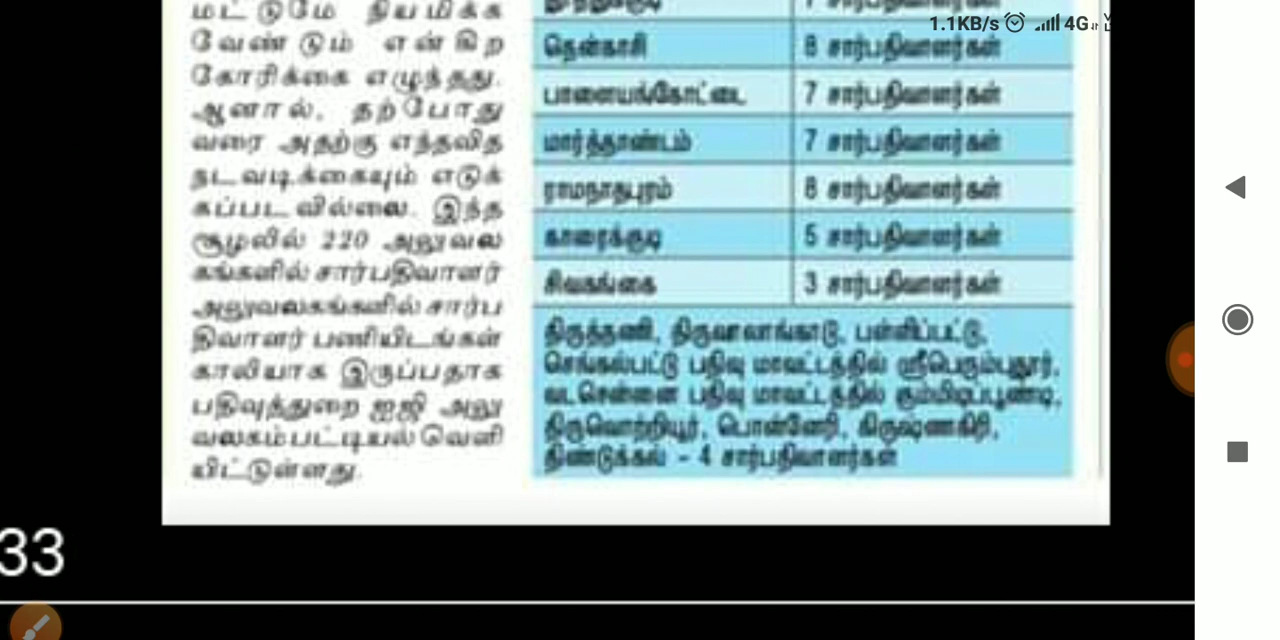 1.1KB/s 4G
மட்டுமே நியமிக்க
வேண்டும் என்கிற
கோரிக்கை எழுந்தது.
ஆனால், தற்போது
வரை அதற்கு எந்தவித
நடவடிக்கையும் எடுக்
கப்படவில்லை. இந்த
சூழலில் 220 அலுவல
கங்களில் சார்பதிவாளர்
அலுவலகங்களில் சார்ப
திவாளர் பணியிடங்கள்
காலியாக இருப்பதாக
பதிவுத்துறை ஐஜி அலு
வலகம் பட்டியல் வெளி
யிட்டுள்ளது.
தூத்துக்குடி 7 சார்பதிவாளர்கள்
தென்காசி 8 சார்பதிவாளர்கள்
பாளையங்கோட்டை 7 சார்பதிவாளர்கள்
மார்த்தாண்டம் 7 சார்பதிவாளர்கள்
ராமநாதபுரம் 8 சார்பதிவாளர்கள்
காரைக்குடி 5 சார்பதிவாளர்கள்
சிவகங்கை 3 சார்பதிவாளர்கள்
திருத்தணி, திருவாலாங்காடு, பள்ளிப்பட்டு,
செங்கல்பட்டு பதிவு மாவட்டத்தில் ஸ்ரீபெரும்புதூர்,
வடசென்னை பதிவு மாவட்டத்தில் கும்மிடிப்பூண்டி,
திருவொற்றியூர், பொன்னேரி, கிருஷ்ணகிரி,
திண்டுக்கல் - 4 சார்பதிவாளர்கள்
33